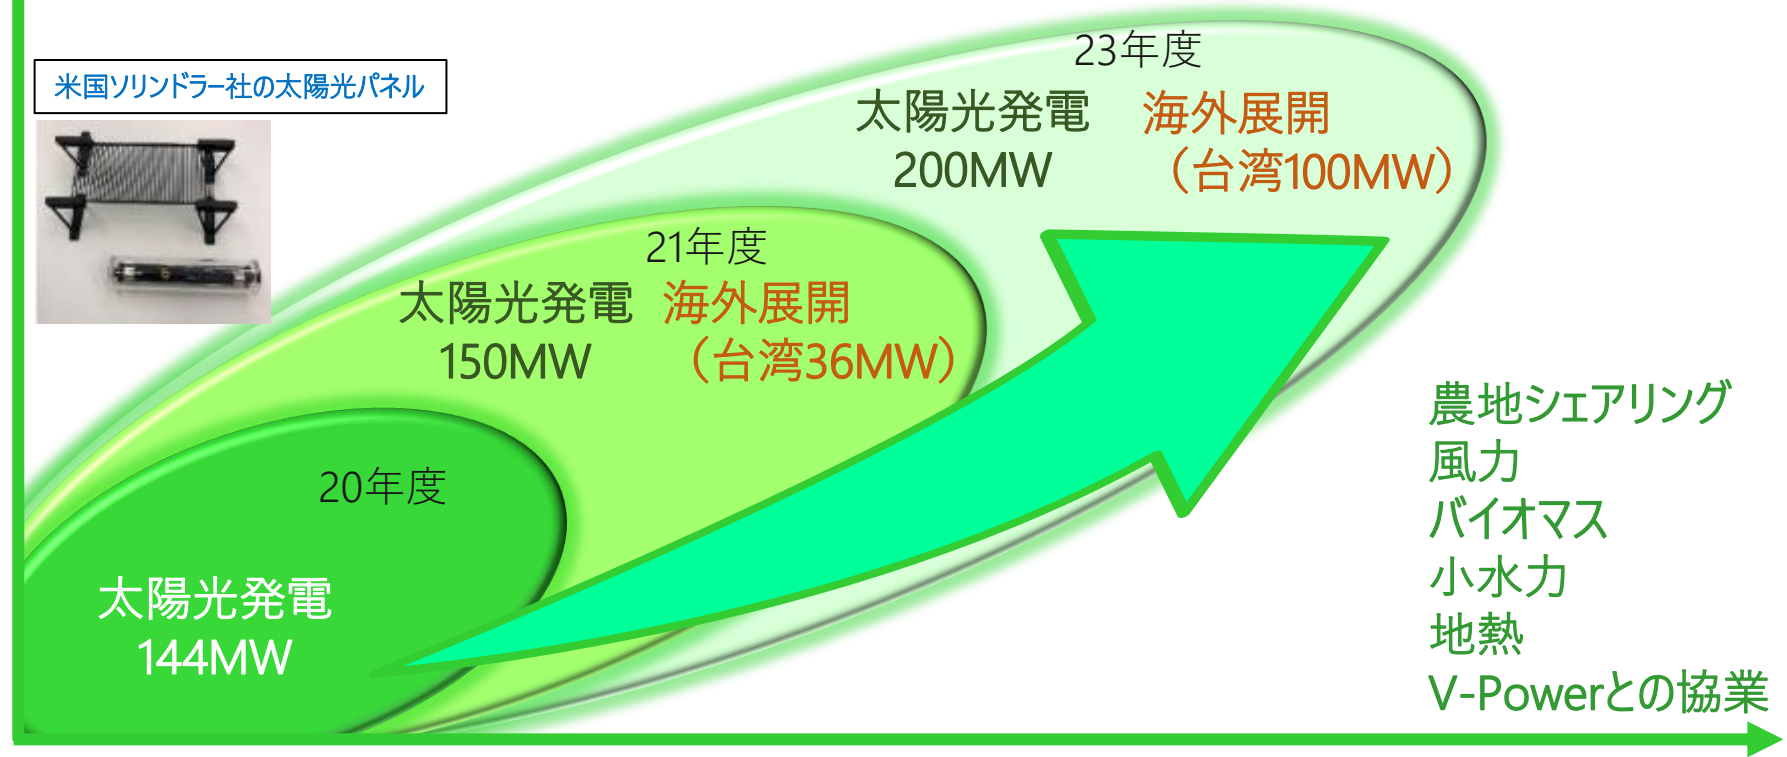 米国ソリンドラー社の太陽光パネル
23年度
太陽光発電
200MW
海外展開
（台湾100MW）
21年度
太陽光発電
150MW
海外展開
（台湾36MW）
20年度
太陽光発電
144MW
農地シェアリング
風力
バイオマス
小水力
地熱
V-Powerとの協業